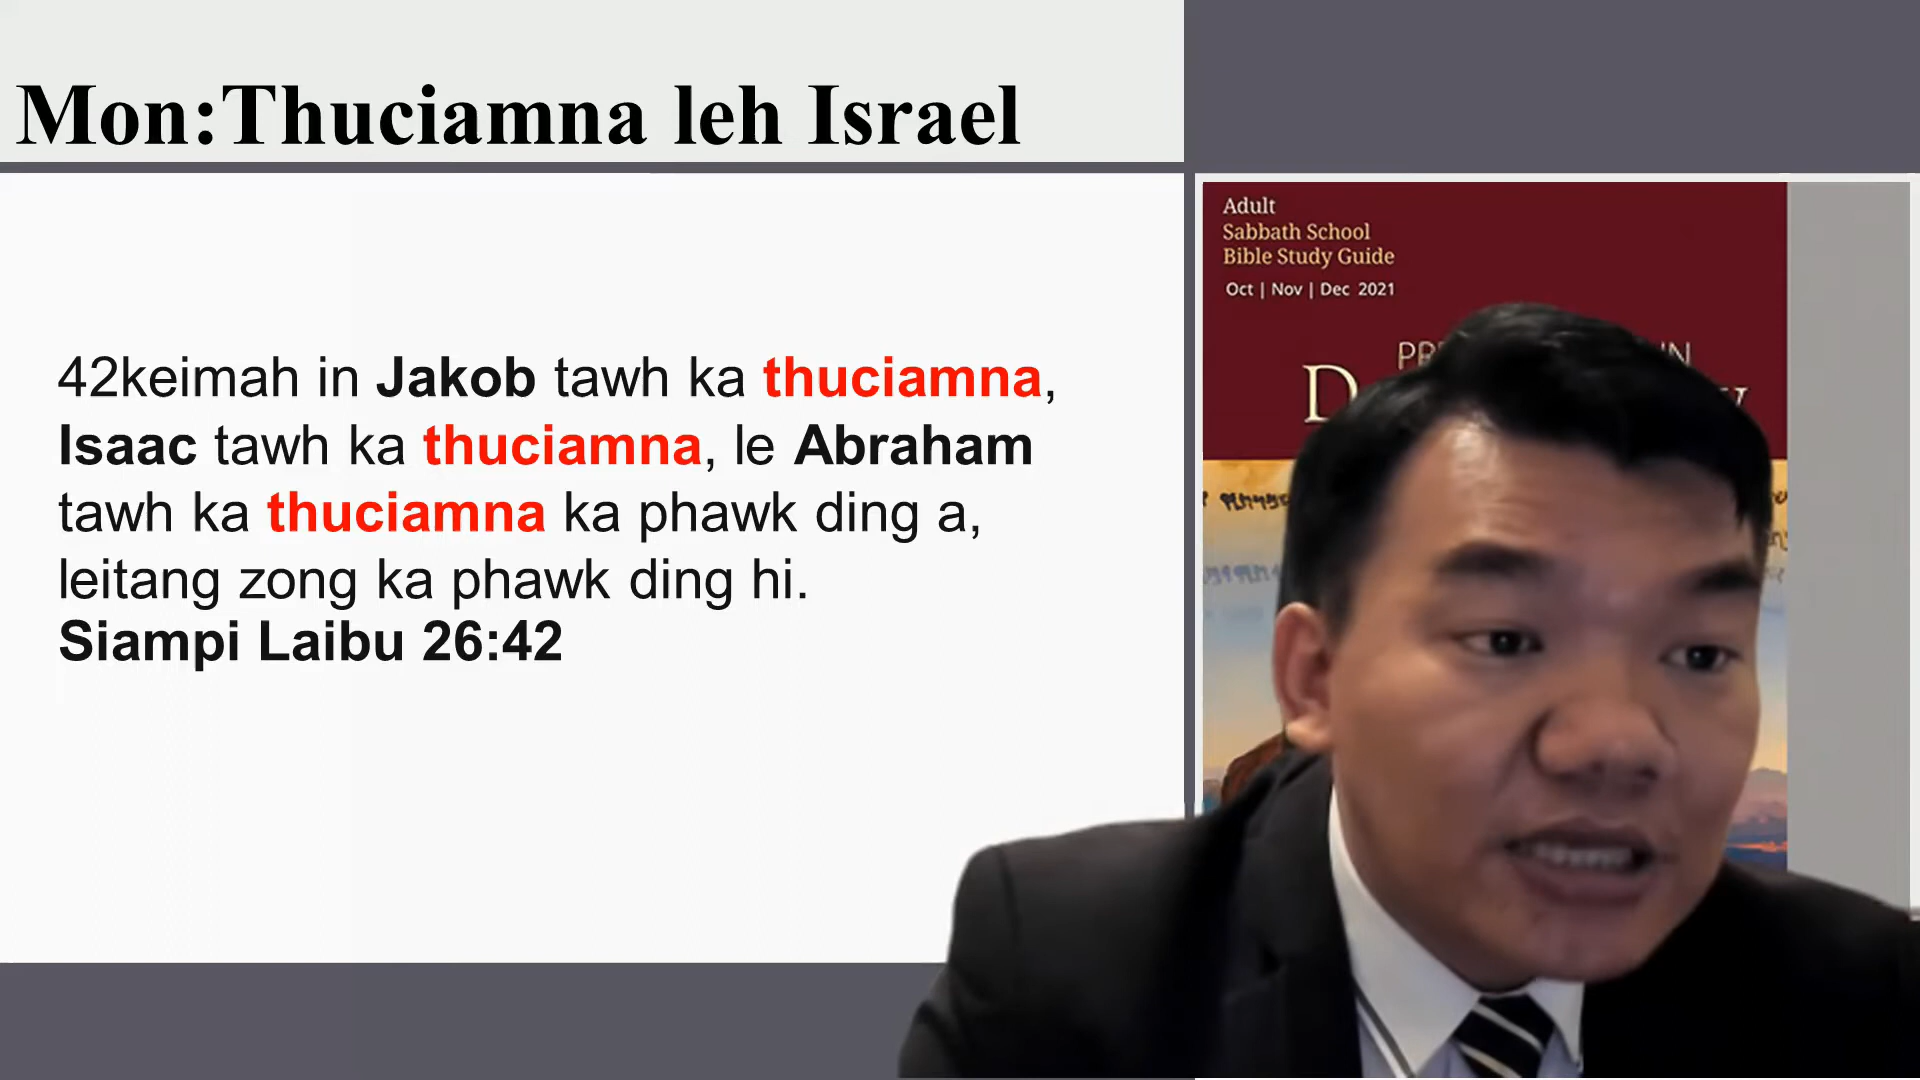 Mon:Thuciamna leh Israel
42keimah in Jakob tawh ka thuciamna,
Isaac tawh ka thuciamna, le Abraham
tawh ka thuciamna ka phawk ding a,
leitang zong ka phawk ding hi.
Siampi Laibu 26:42
Adult
Sabbath School
Bible Study Guide
Oct | Nov | Dec 2021